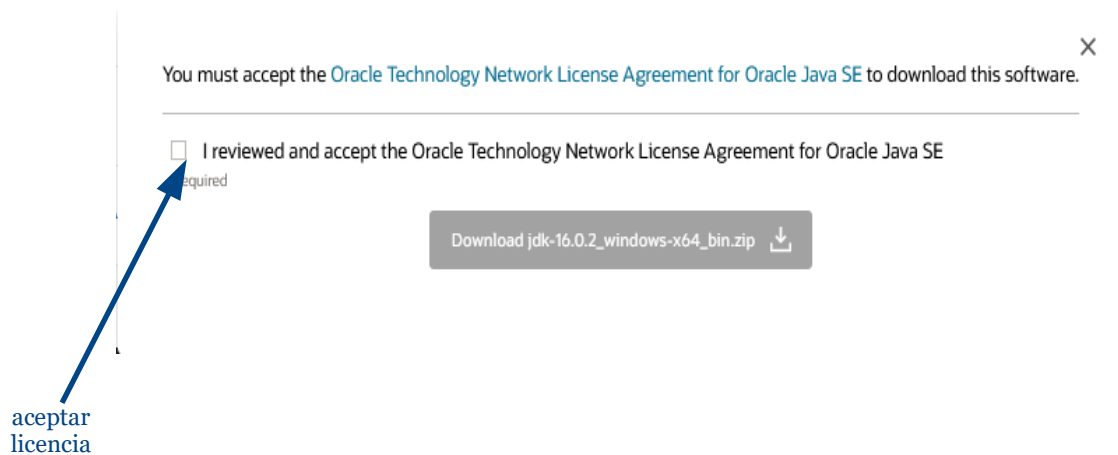 You must accept the Oracle Technology Network License Agreement for Oracle Java SE to download this software.
I reviewed and accept the Oracle Technology Network License Agreement for Oracle Java SE
equired
Download jdk-16.0.2_windows-x64_bin.zip
aceptar
licencia